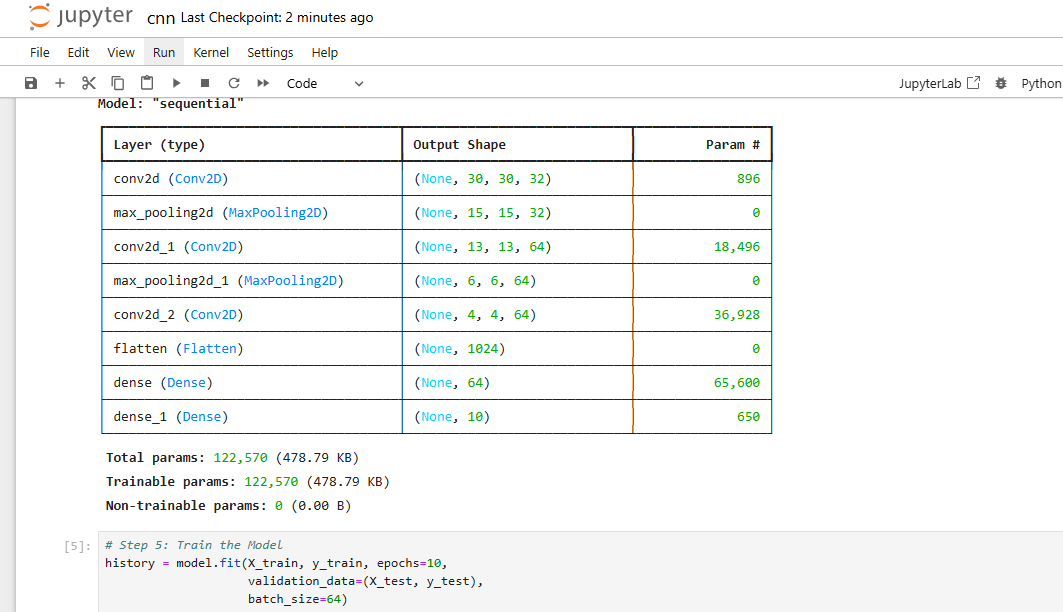 jupyter cnn Last Checkpoint: 2 minutes ago
File Edit View Run Kernel Settings Help
Code JupyterLab Python
Model: "sequential"
Layer (type) Output Shape Param #
conv2d (Conv2D) (None, 30, 30, 32) 896
max_pooling2d (MaxPooling2D) (None, 15, 15, 32) 0
conv2d_1 (Conv2D) (None, 13, 13, 64) 18,496
max_pooling2d_1 (MaxPooling2D) (None, 6, 6, 64) 0
conv2d_2 (Conv2D) (None, 4, 4, 64) 36,928
flatten (Flatten) (None, 1024) 0
dense (Dense) (None, 64) 65,600
dense_1 (Dense) (None, 10) 650
Total params: 122,570 (478.79 KB)
Trainable params: 122,570 (478.79 KB)
Non-trainable params: 0 (0.00 B)
[5]: # Step 5: Train the Model
history = model.fit(X_train, y_train, epochs=10,
validation_data=(X_test, y_test),
batch_size=64)